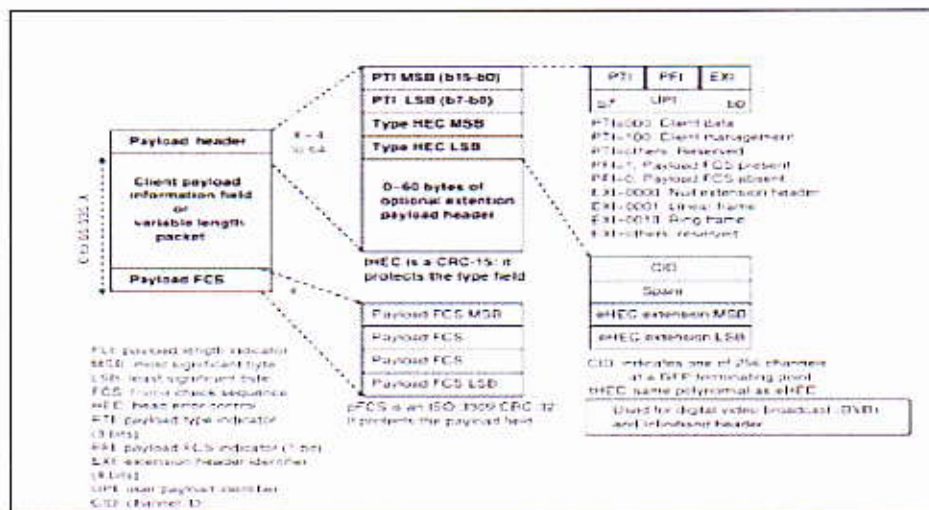 Payload header
Client payload
information field
or
variable length
packet
Payload FCS
PLI payload length indicator
MSB most significant byte
LSB least significant byte
FCS frame check sequence
HEC head error control
PTI payload type indicator
(3 bits)
PFI payload FCS indicator (1 bit)
EXI extension header identifier
(4 bits)
UPI user payload identifier
CID channel ID
PTI MSB (b15-b0)
PTI LSB (b7-b0)
Type HEC MSB
Type HEC LSB
0-60 bytes of
optional extention
payload header
tHEC is a CRC-15: it
protects the type field
Payload FCS MSB
Payload FCS
Payload FCS
Payload FCS LSB
pFCS is an ISO 3309 CRC-32
it protects the payload field
PTI PFI EXI
b7 UPI b0
PTI=000: Client data
PTI=100: Client management
PTI=others: Reserved
PFI=1: Payload FCS present
PFI=0: Payload FCS absent
EXI=0000: Null extension header
EXI=0001: Linear frame
EXI=0010: Ring frame
EXI=others: reserved
CID
Spare
eHEC extension MSB
eHEC extension LSB
CID indicates one of 256 channels
at a GFP terminating point
tHEC same polynomial as eHEC
Used for digital video broadcast (DVB)
and header